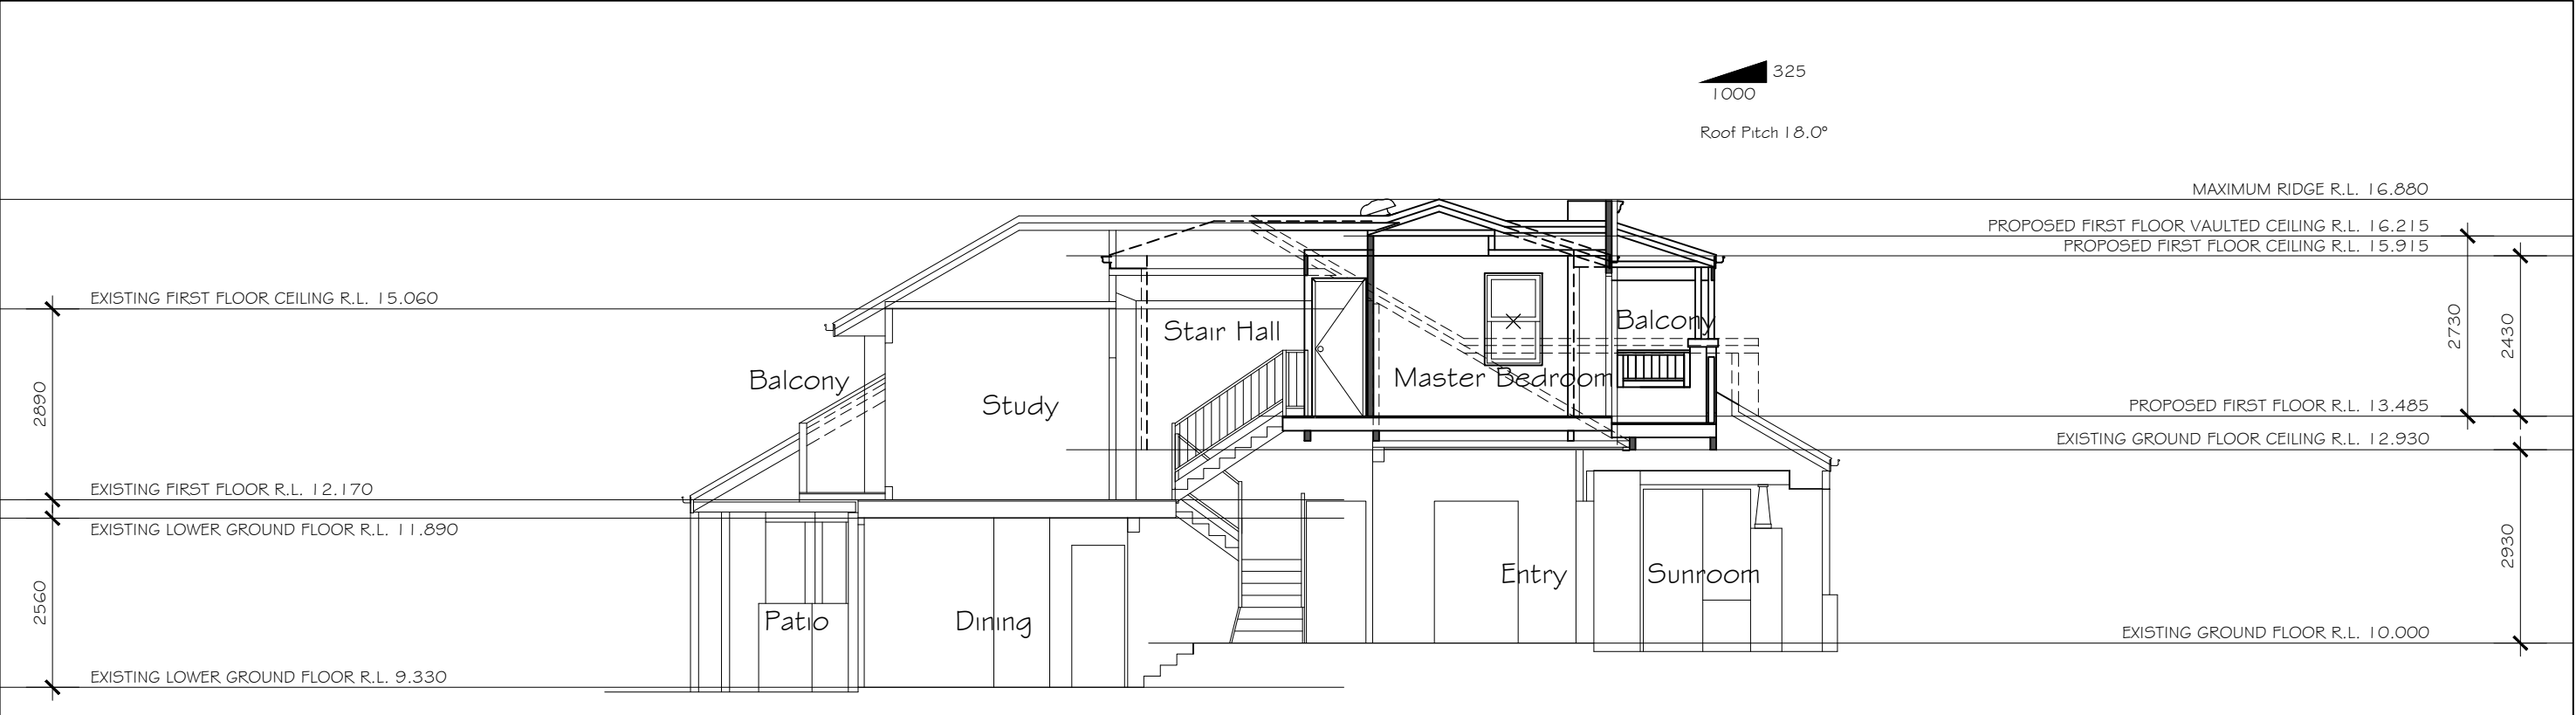 325
1000
Roof Pitch 18.0°
MAXIMUM RIDGE R.L. 16.880
PROPOSED FIRST FLOOR VAULTED CEILING R.L. 16.215
PROPOSED FIRST FLOOR CEILING R.L. 15.915
EXISTING FIRST FLOOR CEILING R.L. 15.060
Stair Hall
Balcony
2730
2430
Balcony
Master Bedroom
2890
Study
PROPOSED FIRST FLOOR R.L. 13.485
EXISTING GROUND FLOOR CEILING R.L. 12.930
EXISTING FIRST FLOOR R.L. 12.170
EXISTING LOWER GROUND FLOOR R.L. 11.890
2930
Entry
Sunroom
2560
Patio
Dining
EXISTING GROUND FLOOR R.L. 10.000
EXISTING LOWER GROUND FLOOR R.L. 9.330